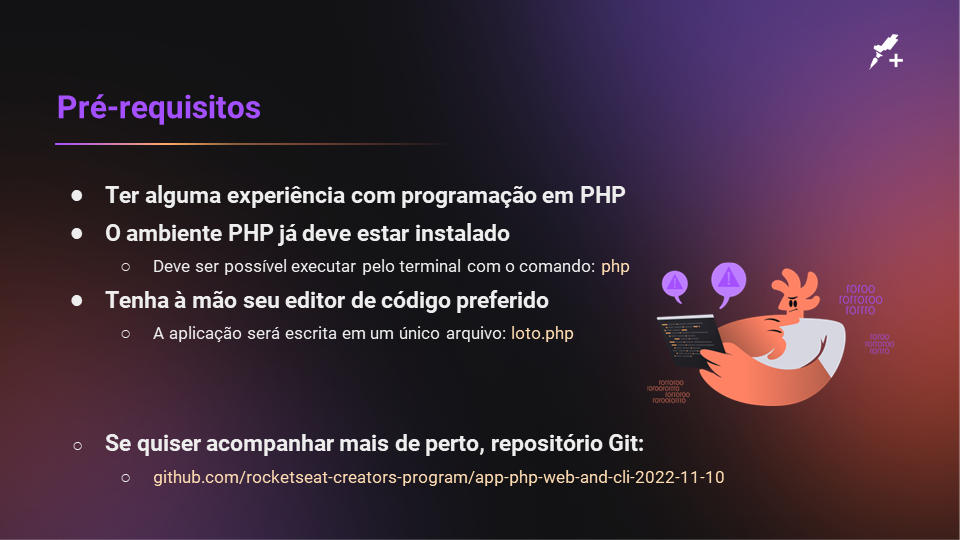 Pré-requisitos
● Ter alguma experiência com programação em PHP
● O ambiente PHP já deve estar instalado
○ Deve ser possível executar pelo terminal com o comando: php
● Tenha à mão seu editor de código preferido
○ A aplicação será escrita em um único arquivo: loto.php
○ Se quiser acompanhar mais de perto, repositório Git:
○ github.com/rocketseat-creators-program/app-php-web-and-cli-2022-11-10